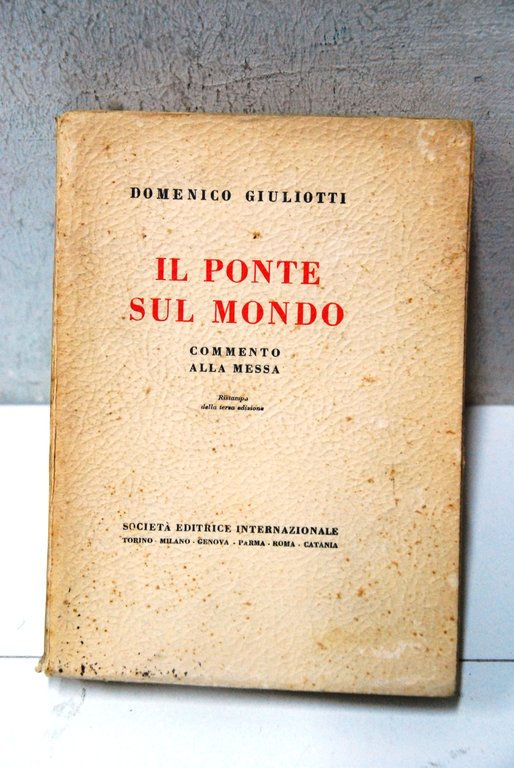 DOMENICO GIULIOTTI
IL PONTE
SUL MONDO
COMMENTO
ALLA MESSA
Ristampa
della terza edizione
SOCIETÀ EDITRICE INTERNAZIONALE
TORINO - MILANO - GENOVA - PARMA - ROMA - CATANIA